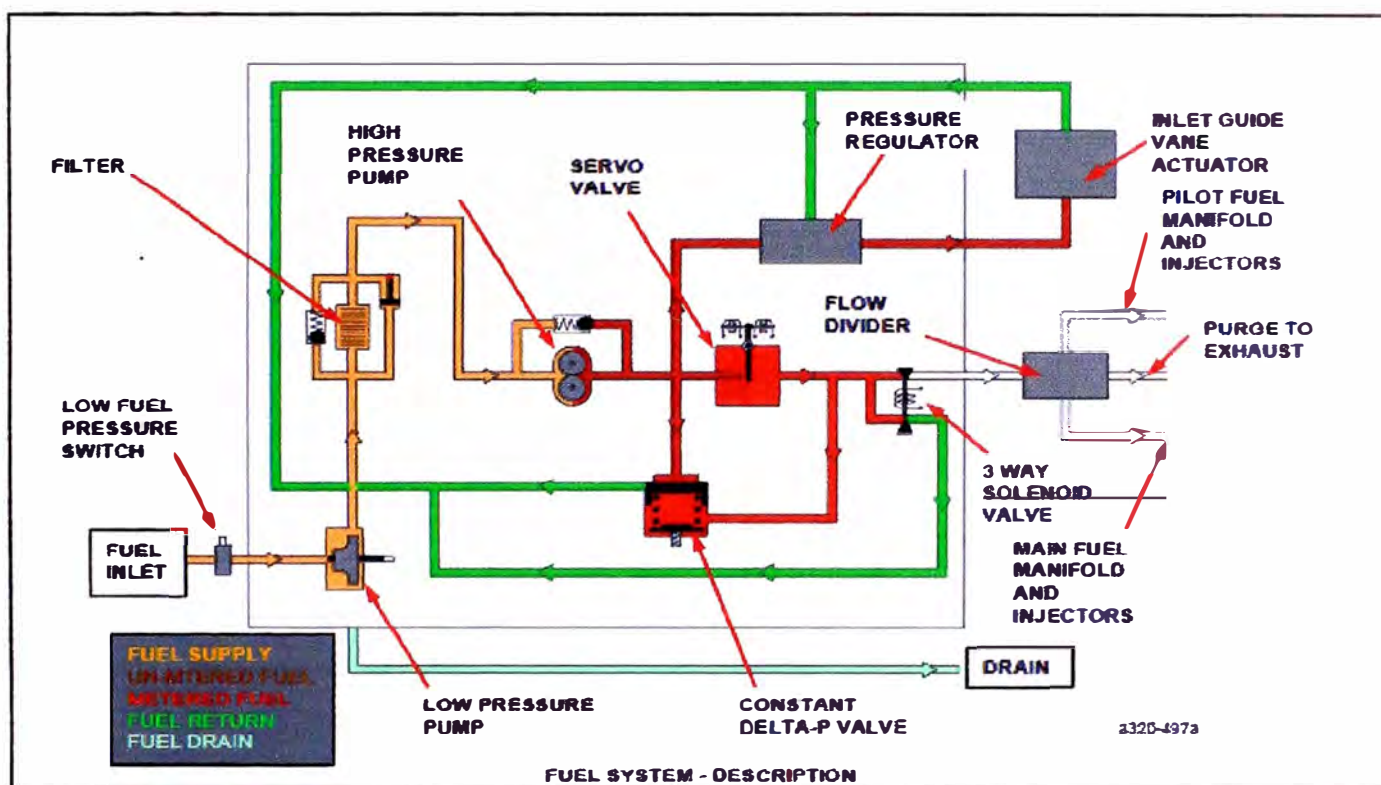 HIGH
PRESSURE
PUMP
FILTER
SERVO
VALVE
PRESSURE
REGULATOR
INLET GUIDE
VANE
ACTUATOR
PILOT FUEL
MANIFOLD
AND
INJECTORS
FLOW
DIVIDER
PURGE TO
EXHAUST
LOW FUEL
PRESSURE
SWITCH
FUEL
INLET
3 WAY
SOLENOID
VALVE
MAIN FUEL
MANIFOLD
AND
INJECTORS
FUEL SUPPLY
UN-MTERED FUEL
METERED FUEL
FUEL RETURN
FUEL DRAIN
LOW PRESSURE
PUMP
CONSTANT
DELTA-P VALVE
DRAIN
a320-497a
FUEL SYSTEM - DESCRIPTION